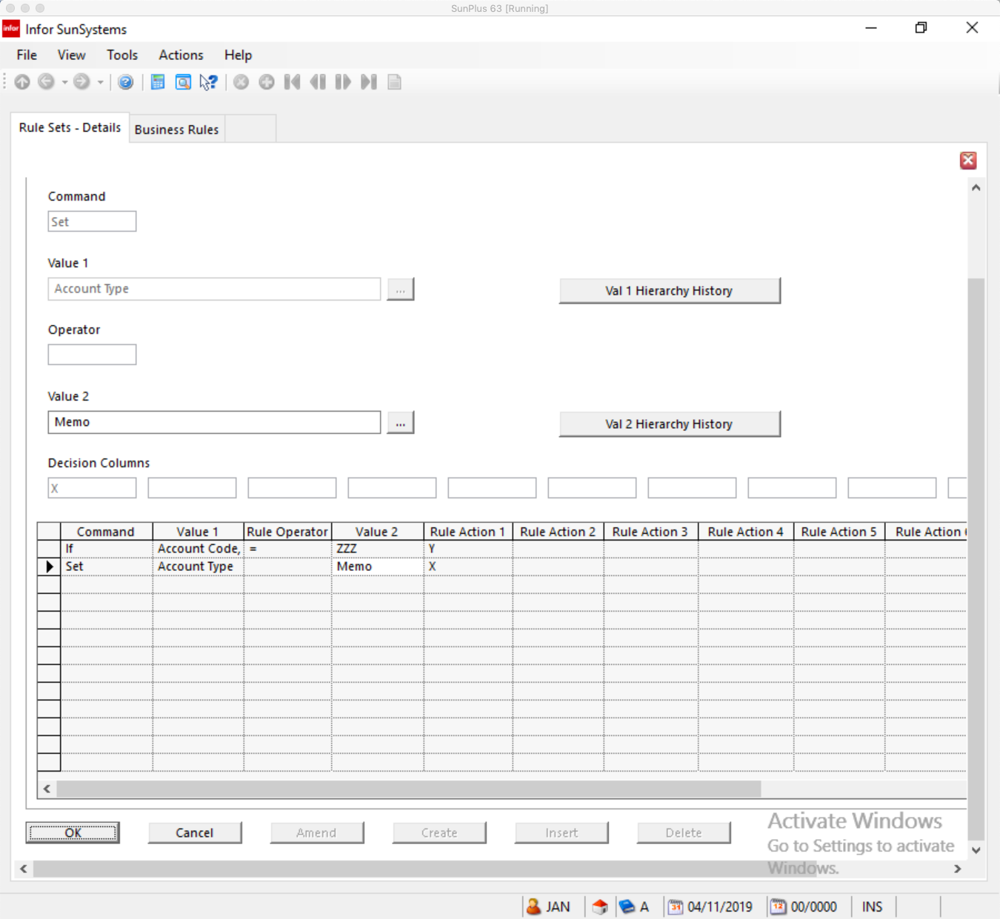 SunPlus 63 [Running]
infor Infor SunSystems
File View Tools Actions Help
Rule Sets - Details Business Rules
Command
Set
Value 1
Account Type ... Val 1 Hierarchy History
Operator
Value 2
Memo ... Val 2 Hierarchy History
Decision Columns
X
Command Value 1 Rule Operator Value 2 Rule Action 1 Rule Action 2 Rule Action 3 Rule Action 4 Rule Action 5 Rule Action
If Account Code, = ZZZ Y
Set Account Type Memo X
OK Cancel Amend Create Insert Delete
Activate Windows
Go to Settings to activate
Windows.
JAN A 31 04/11/2019 12 00/0000 INS